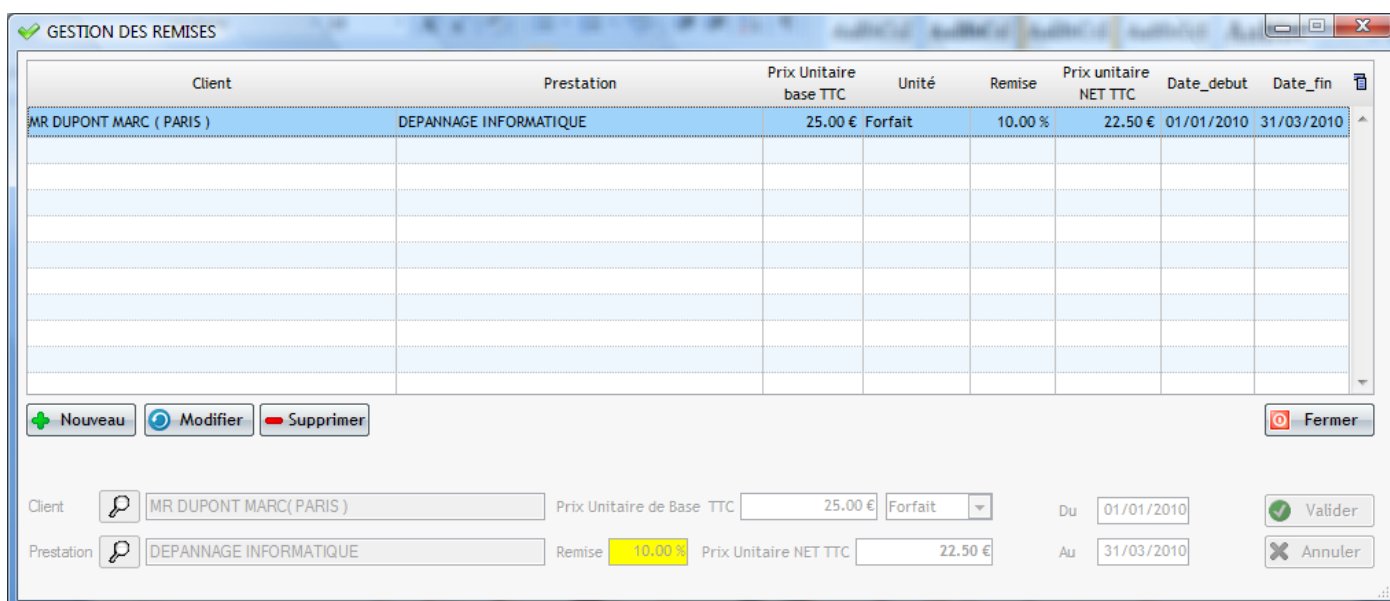 GESTION DES REMISES
Client Prestation Prix Unitaire base TTC Unité Remise Prix unitaire NET TTC Date_debut Date_fin
MR DUPONT MARC ( PARIS ) DEPANNAGE INFORMATIQUE 25.00 € Forfait 10.00 % 22.50 € 01/01/2010 31/03/2010
Nouveau Modifier Supprimer Fermer
Client MR DUPONT MARC( PARIS ) Prix Unitaire de Base TTC 25.00 € Forfait Du 01/01/2010 Valider
Prestation DEPANNAGE INFORMATIQUE Remise 10.00 % Prix Unitaire NET TTC 22.50 € Au 31/03/2010 Annuler